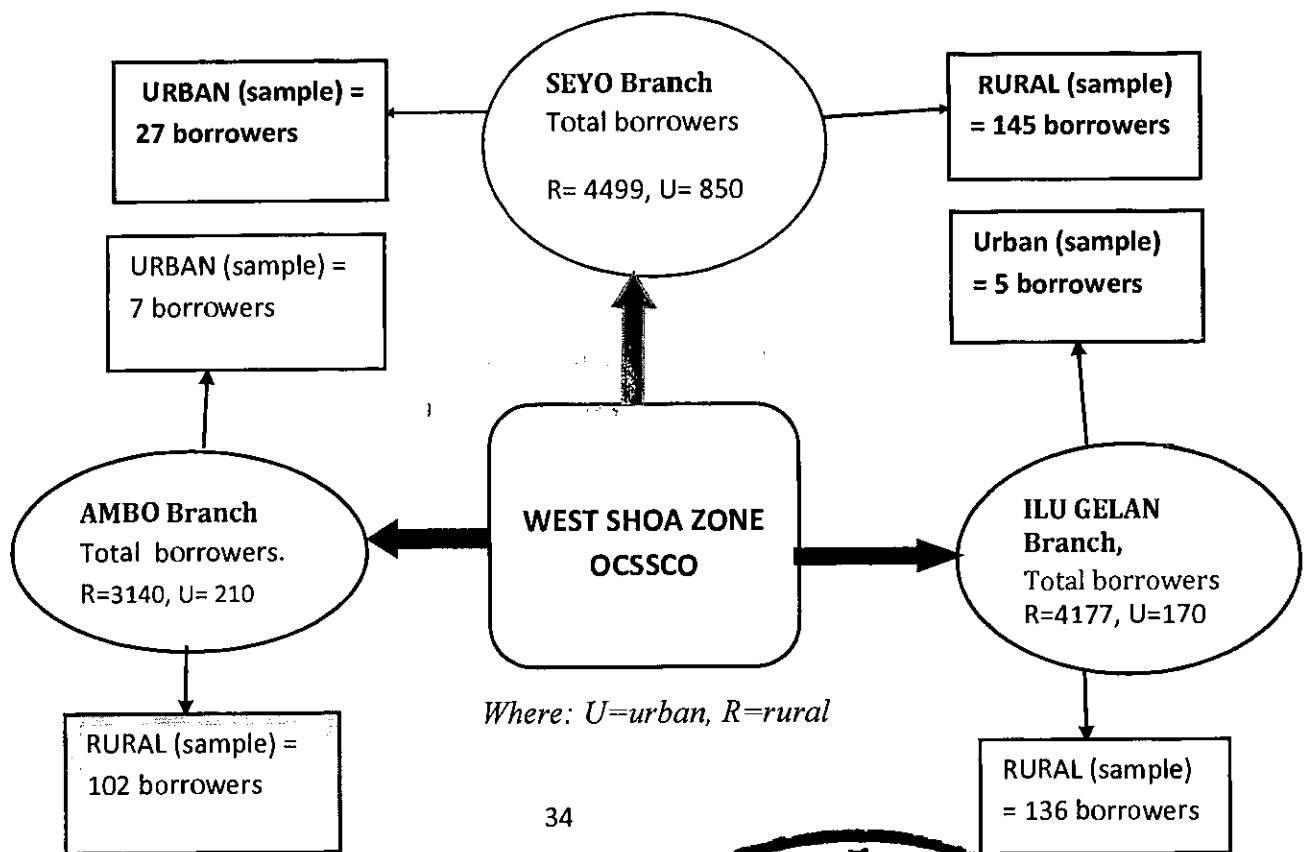 URBAN (sample) =
27 borrowers
SEYO Branch
Total borrowers
R= 4499, U= 850
RURAL (sample)
= 145 borrowers
URBAN (sample) =
7 borrowers
Urban (sample)
= 5 borrowers
AMBO Branch
Total borrowers.
R=3140, U= 210
WEST SHOA ZONE
OCSSCO
ILU GELAN
Branch,
Total borrowers
R=4177, U=170
Where: U=urban, R=rural
RURAL (sample) =
102 borrowers
RURAL (sample)
= 136 borrowers
34